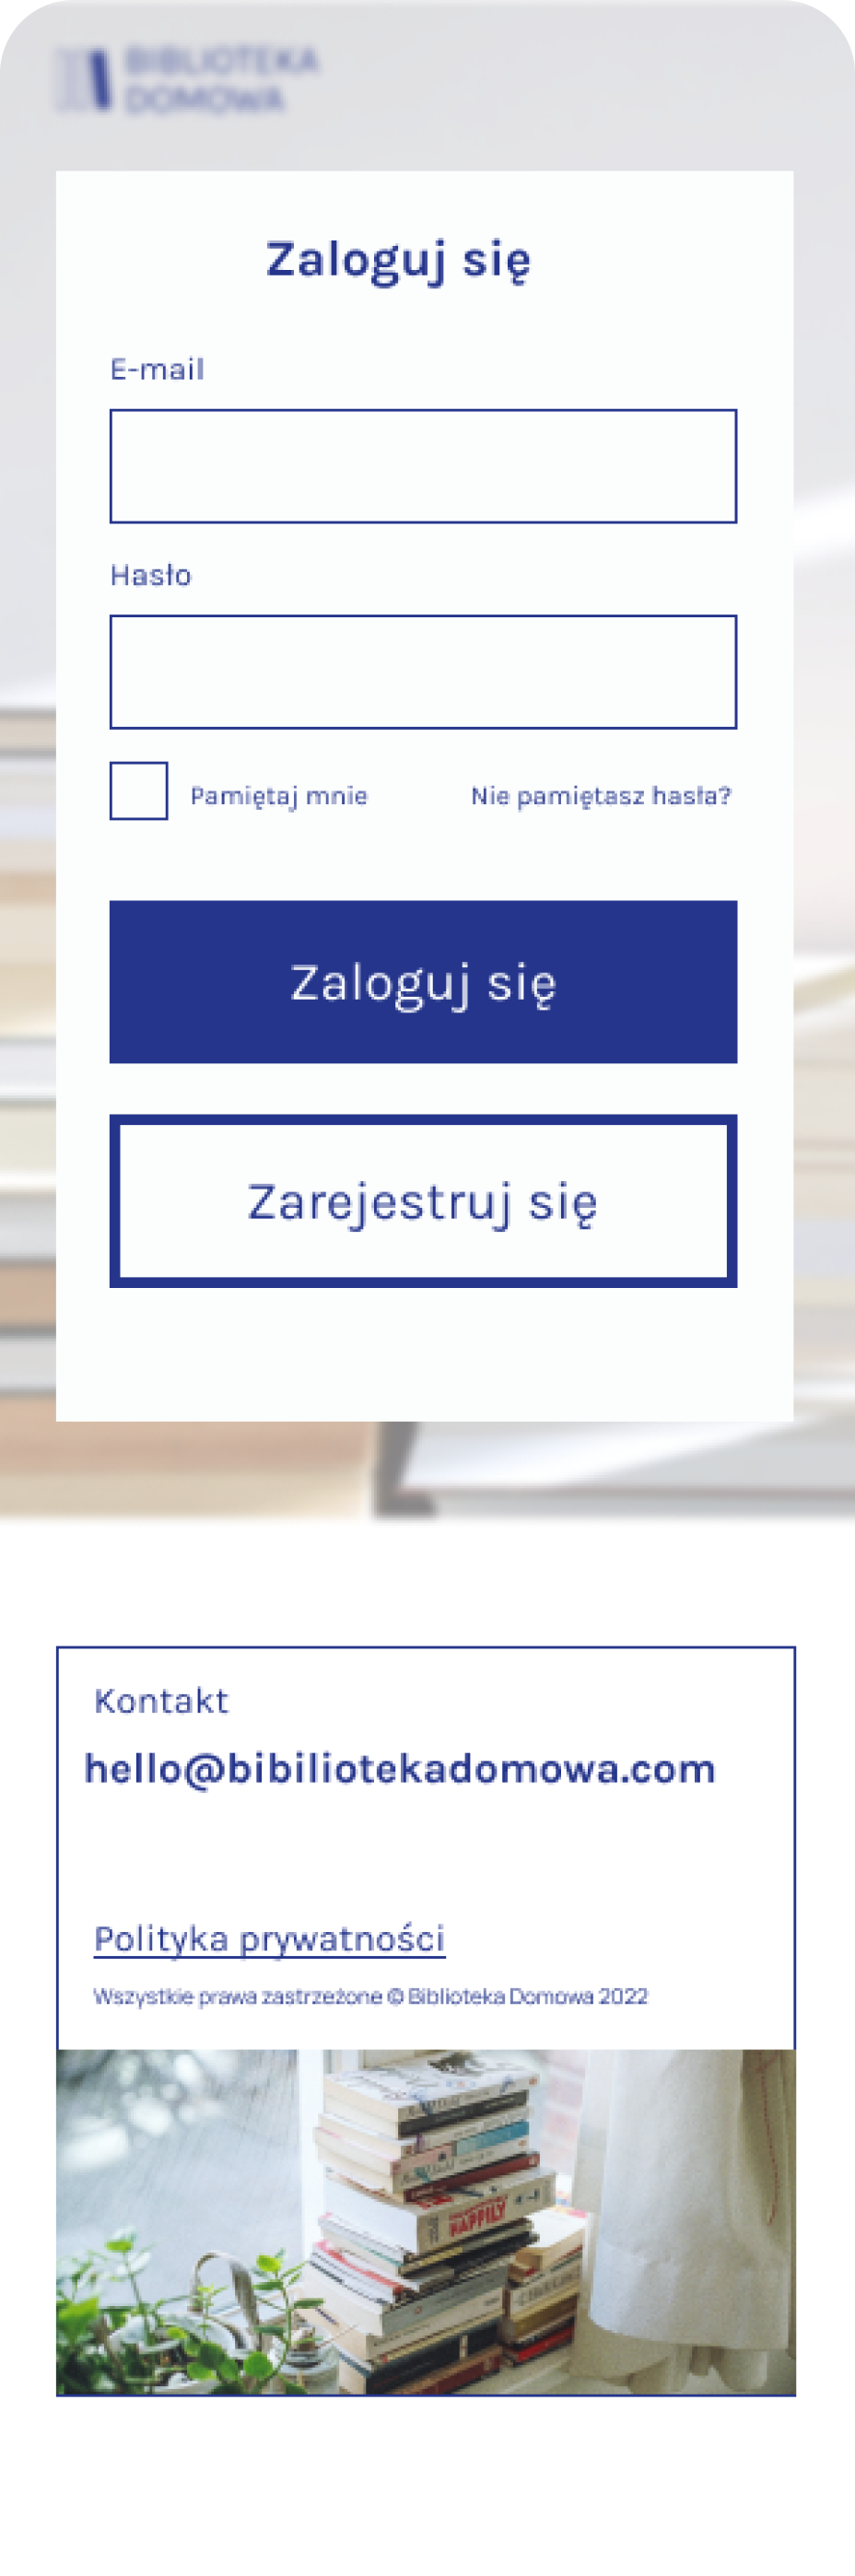 BIBLIOTEKA
DOMOWA
Zaloguj się
E-mail
Hasło
Pamiętaj mnie
Nie pamiętasz hasła?
Zaloguj się
Zarejestruj się
Kontakt
hello@bibiliotekadomowa.com
Polityka prywatności
Wszystkie prawa zastrzeżone © Biblioteka Domowa 2022
HAPPILY